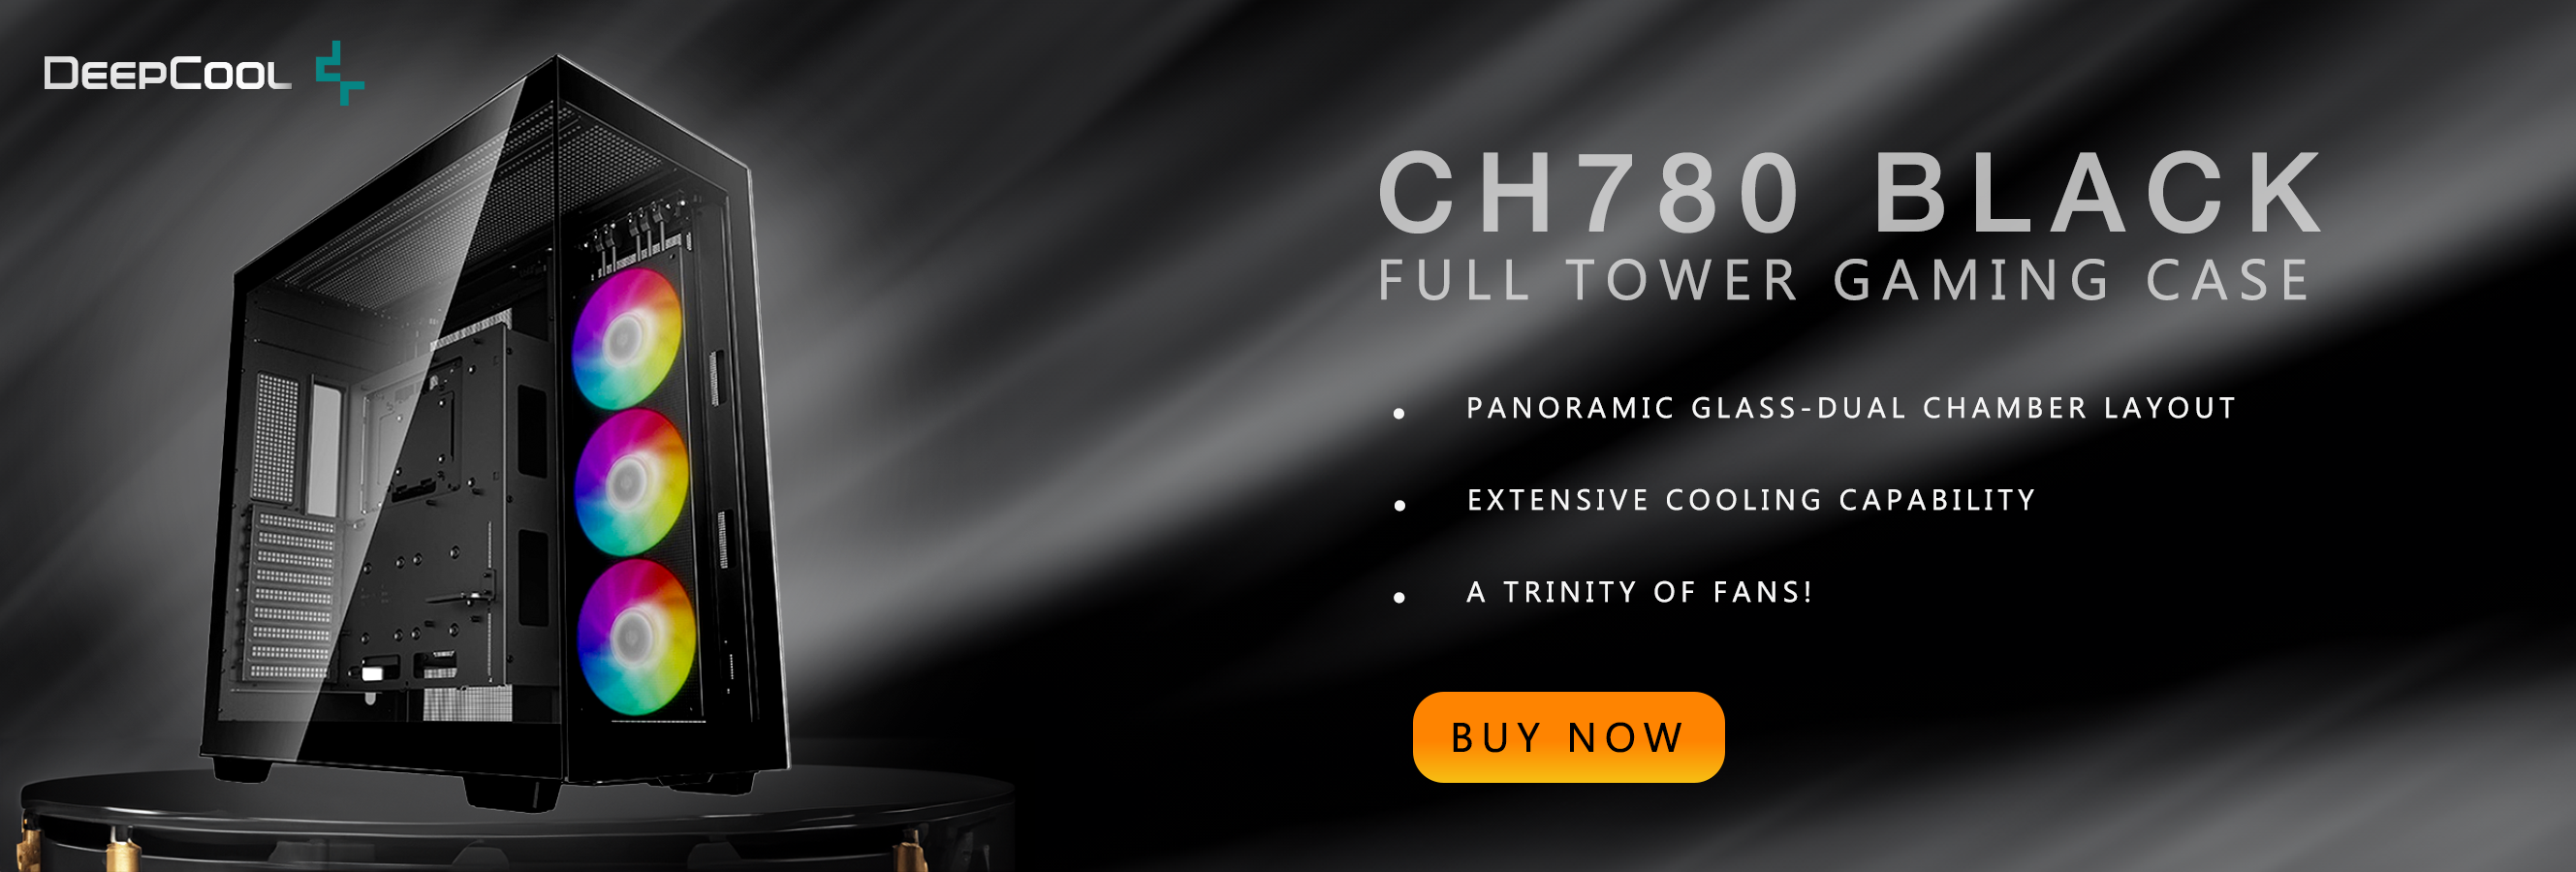 DEEPCOOL
CH780 BLACK
FULL TOWER GAMING CASE
• PANORAMIC GLASS-DUAL CHAMBER LAYOUT
• EXTENSIVE COOLING CAPABILITY
• A TRINITY OF FANS!
BUY NOW